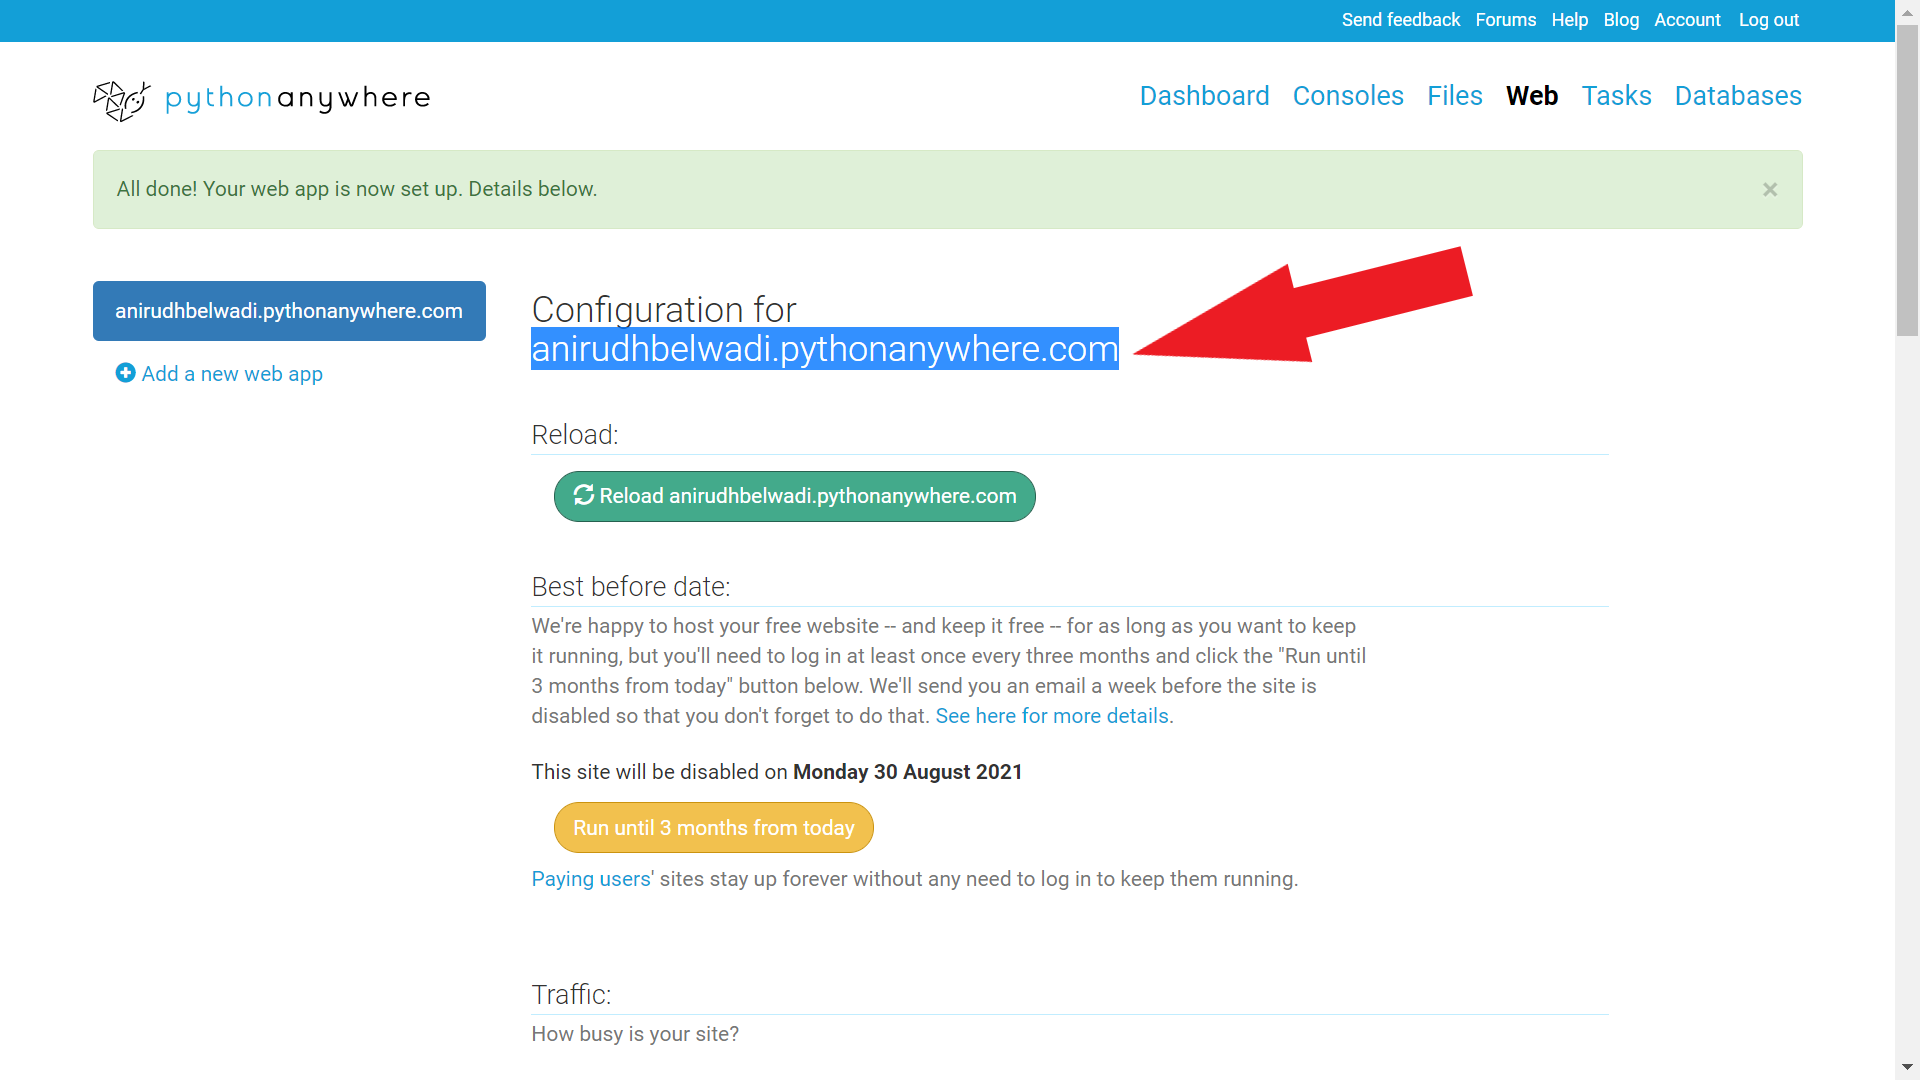 Send feedback Forums Help Blog Account Log out
pythonanywhere
Dashboard Consoles Files Web Tasks Databases
All done! Your web app is now set up. Details below.
×
anirudhbelwadi.pythonanywhere.com
Add a new web app
Configuration for
anirudhbelwadi.pythonanywhere.com
Reload:
Reload anirudhbelwadi.pythonanywhere.com
Best before date:
We're happy to host your free website -- and keep it free -- for as long as you want to keep
it running, but you'll need to log in at least once every three months and click the "Run until
3 months from today" button below. We'll send you an email a week before the site is
disabled so that you don't forget to do that. See here for more details.
This site will be disabled on Monday 30 August 2021
Run until 3 months from today
Paying users' sites stay up forever without any need to log in to keep them running.
Traffic:
How busy is your site?